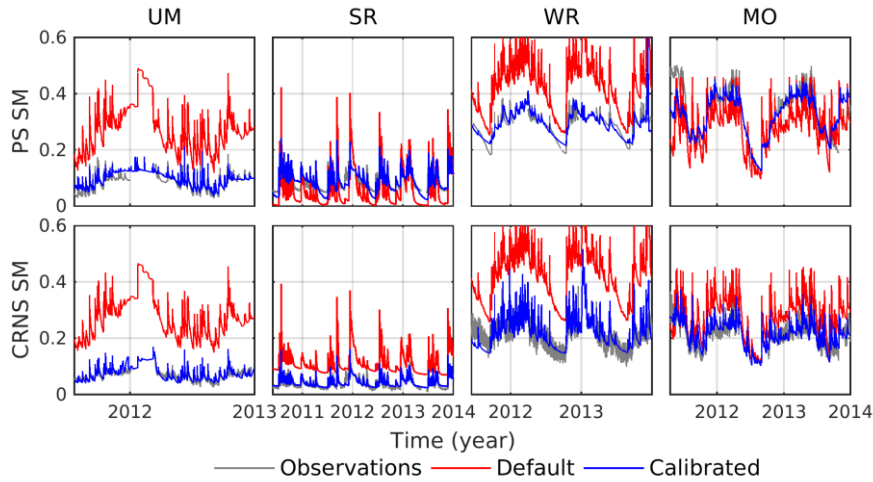 UM SR WR MO
PS SM
0.6
0.4
0.2
0
CRNS SM
0.6
0.4
0.2
0
2012 2013 2011 2012 2013 2014 2012 2013 2012 2013 2014
Time (year)
Observations Default Calibrated